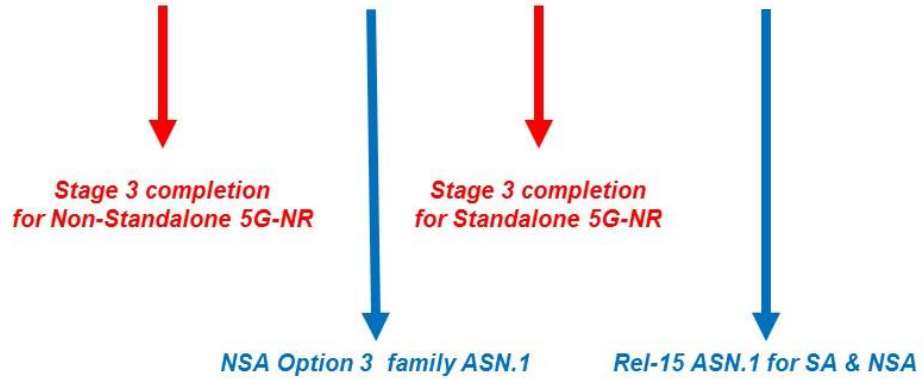 Stage 3 completion
for Non-Standalone 5G-NR
Stage 3 completion
for Standalone 5G-NR
NSA Option 3 family ASN.1
Rel-15 ASN.1 for SA & NSA